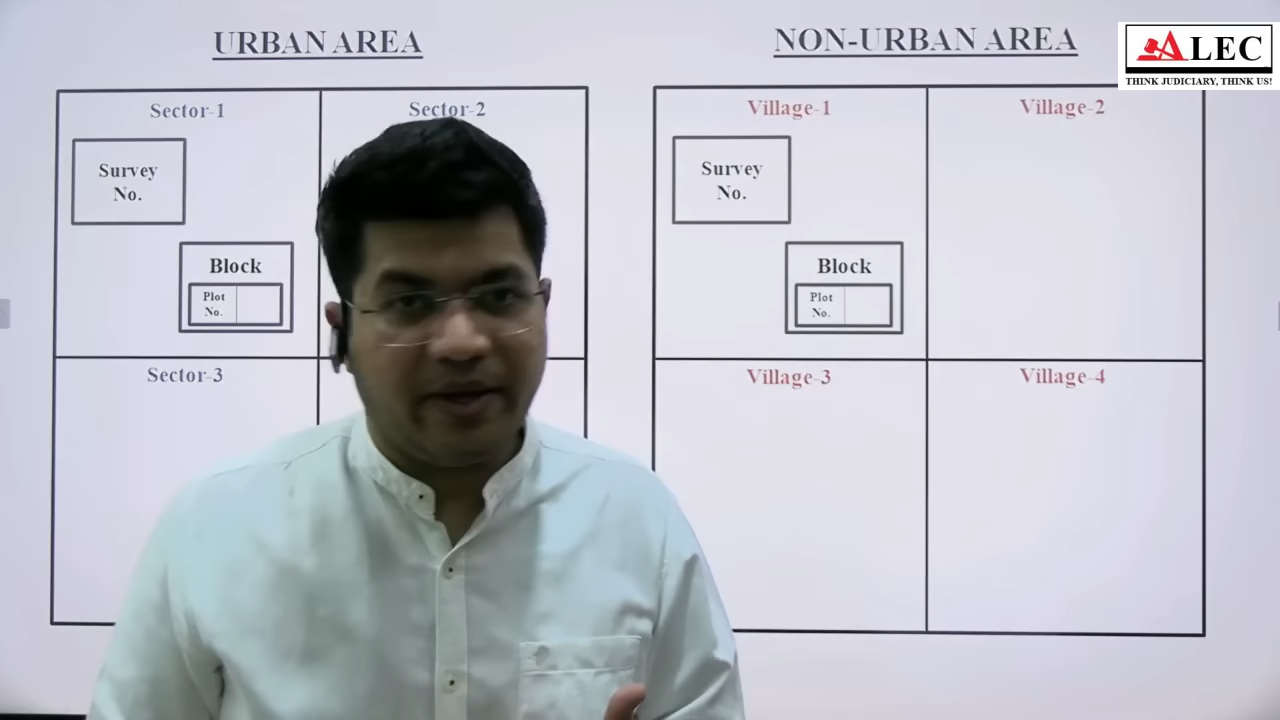 URBAN AREA
Sector-1
Sector-2
Survey
No.
Block
Plot
No.
Sector-3
NON-URBAN AREA
Village-1
Village-2
Survey
No.
Block
Plot
No.
Village-3
Village-4
ALEC
THINK JUDICIARY, THINK US!